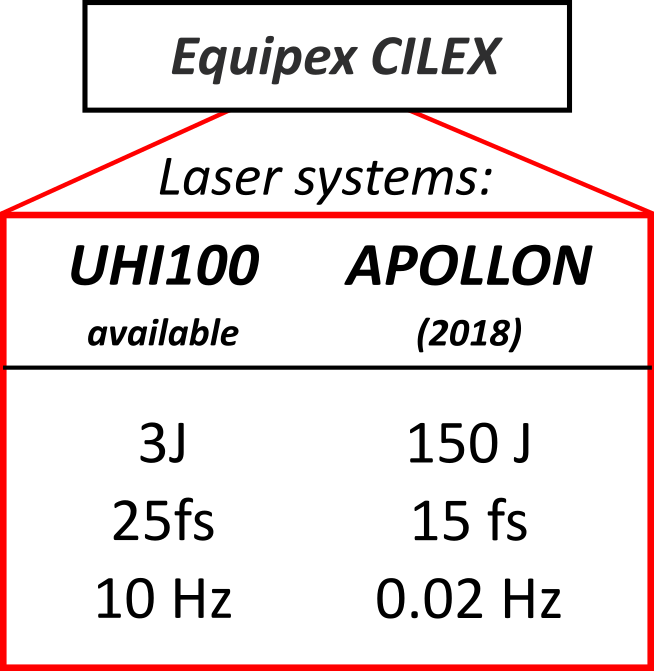 Equipex CILEX
Laser systems:
UHI100 APOLLON
available (2018)
3J 150 J
25fs 15 fs
10 Hz 0.02 Hz